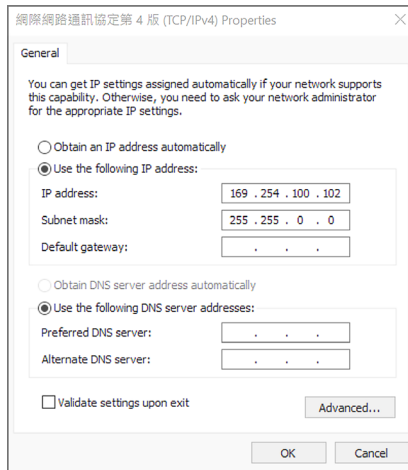 網際網路通訊協定第 4 版 (TCP/IPv4) Properties
General
You can get IP settings assigned automatically if your network supports
this capability. Otherwise, you need to ask your network administrator
for the appropriate IP settings.
Obtain an IP address automatically
Use the following IP address:
IP address: 169 . 254 . 100 . 102
Subnet mask: 255 . 255 . 0 . 0
Default gateway: . . .
Obtain DNS server address automatically
Use the following DNS server addresses:
Preferred DNS server: . . .
Alternate DNS server: . . .
Validate settings upon exit
Advanced...
OK Cancel